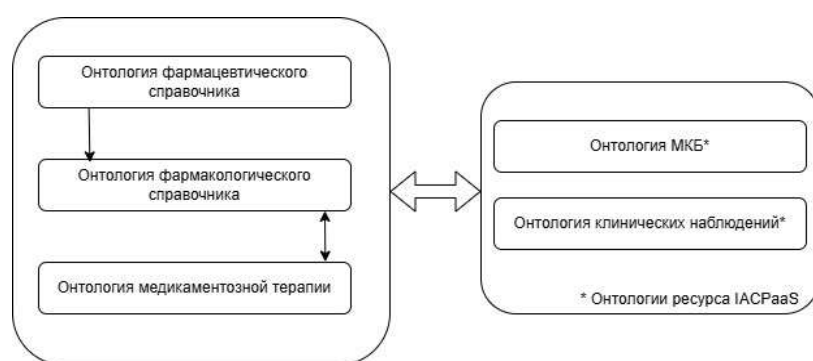 Онтология фармацевтического
справочника
Онтология фармакологического
справочника
Онтология медикаментозной терапии
Онтология МКБ*
Онтология клинических наблюдений*
* Онтологии ресурса IACPaaS